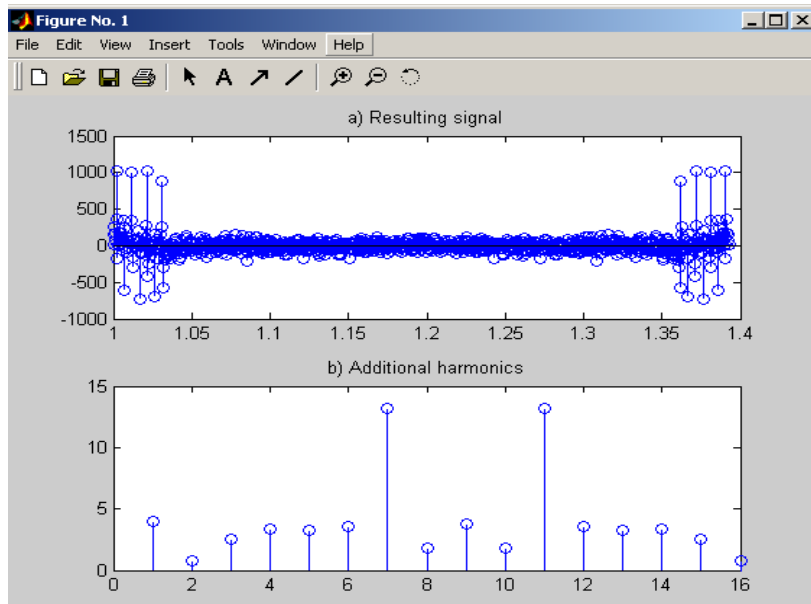 Figure No. 1
File Edit View Insert Tools Window Help
A
a) Resulting signal
1500
1000
500
0
-500
-1000
1 1.05 1.1 1.15 1.2 1.25 1.3 1.35 1.4
b) Additional harmonics
15
10
5
0
0 2 4 6 8 10 12 14 16